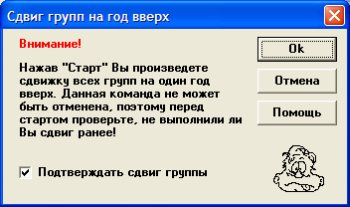 Сдвиг групп на год вверх
Внимание!
Нажав "Старт" Вы произведете
сдвижку всех групп на один год
вверх. Данная команда не может
быть отменена, поэтому перед
стартом проверьте, не выполнили ли
Вы сдвиг ранее!
Подтверждать сдвиг группы
Ok
Отмена
Помощь